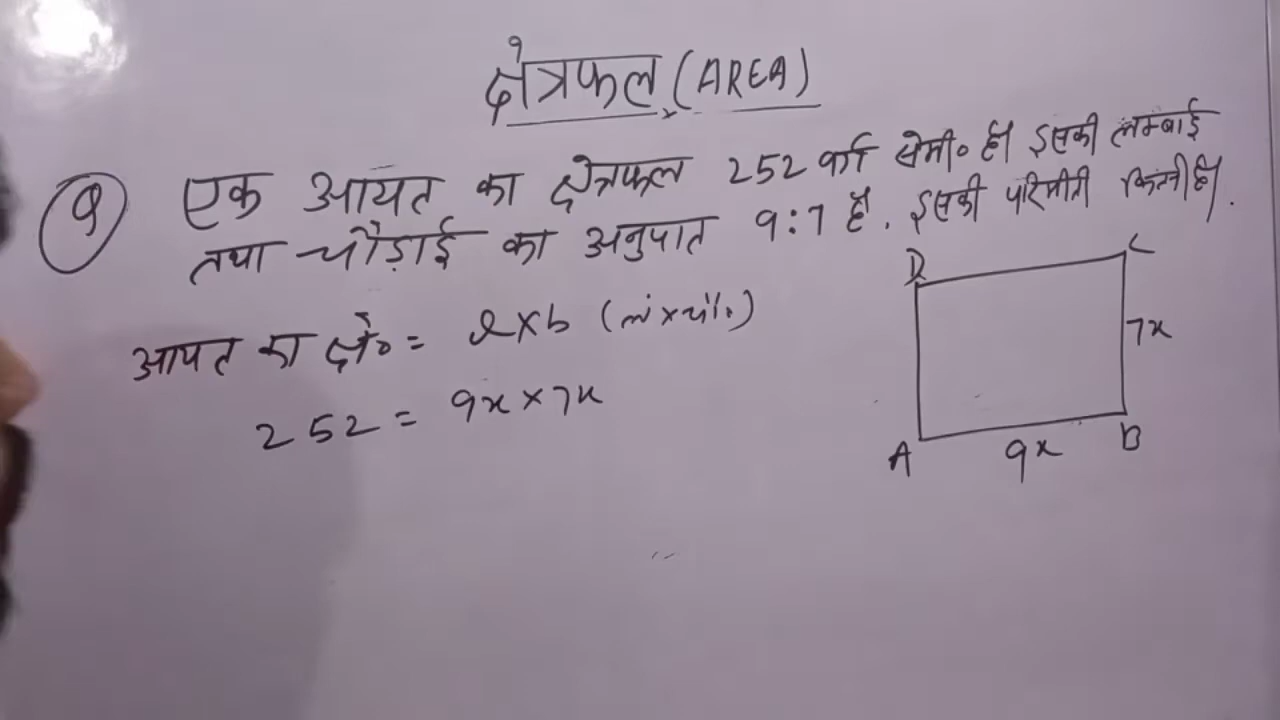 क्षेत्रफल (AREA)
Q एक आयत का क्षेत्रफल 252 वर्ग सेमी० है। इसकी लम्बाई
तथा चौड़ाई का अनुपात 9:7 है. इसकी परिमीती कितनी है।.
आयत का क्षे० = l×b (लं×चौ०)
252 = 9x×7x
D C
7x
A 9x B